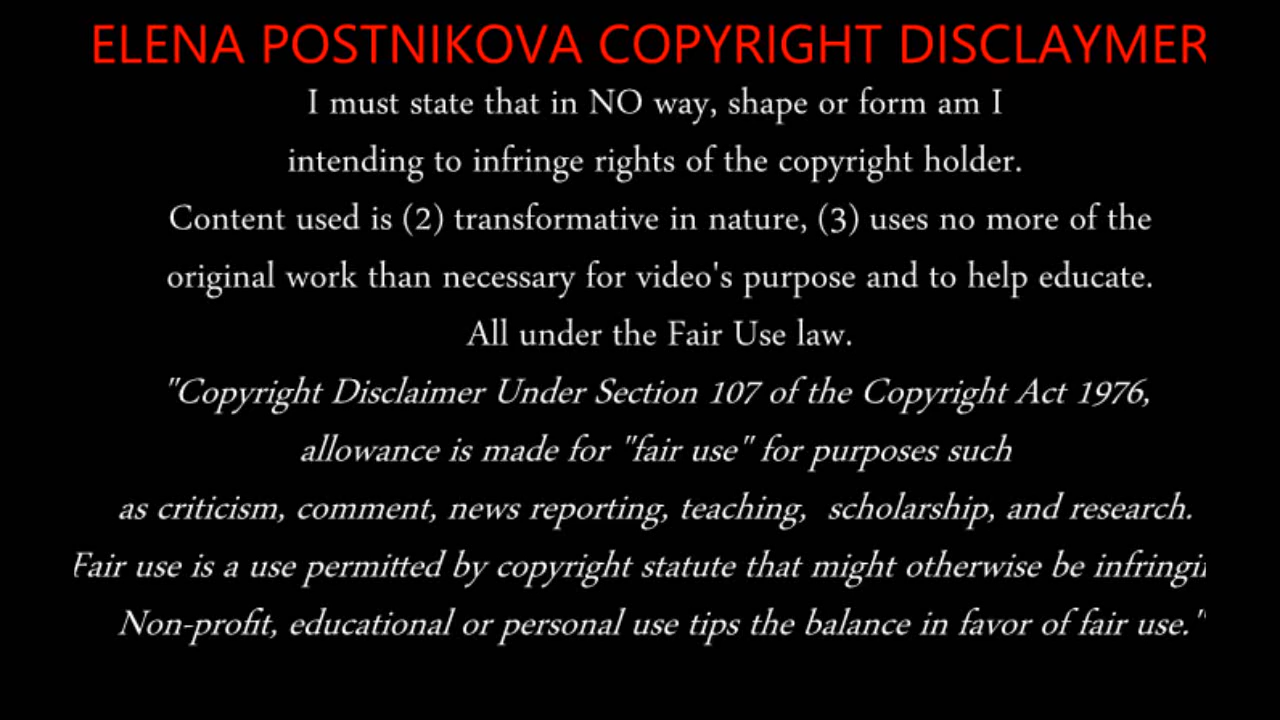 ELENA POSTNIKOVA COPYRIGHT DISCLAYMER
I must state that in NO way, shape or form am I
intending to infringe rights of the copyright holder.
Content used is (2) transformative in nature, (3) uses no more of the
original work than necessary for video's purpose and to help educate.
All under the Fair Use law.
"Copyright Disclaimer Under Section 107 of the Copyright Act 1976,
allowance is made for "fair use" for purposes such
as criticism, comment, news reporting, teaching,  scholarship, and research.
Fair use is a use permitted by copyright statute that might otherwise be infringi
Non-profit, educational or personal use tips the balance in favor of fair use."